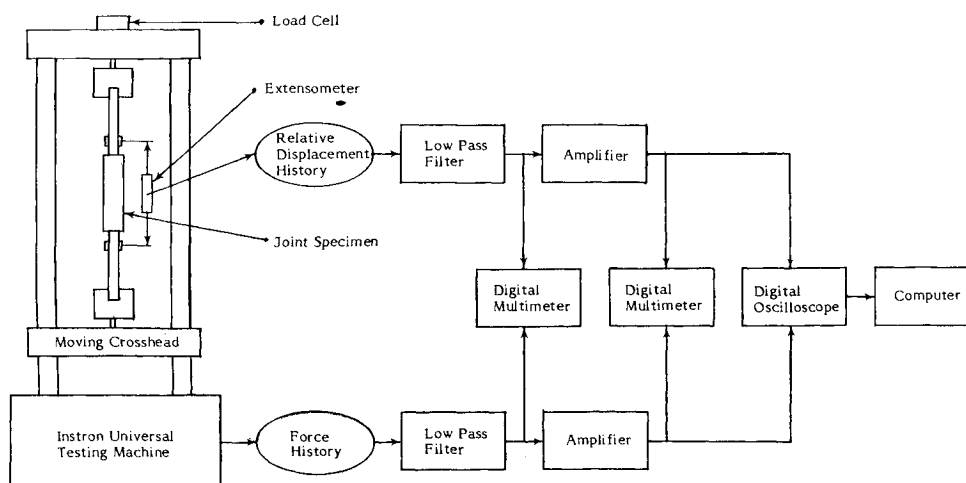 Load Cell
Extensometer
Relative
Displacement
History
Low Pass
Filter
Amplifier
Joint Specimen
Digital
Multimeter
Digital
Multimeter
Digital
Oscilloscope
Computer
Moving Crosshead
Instron Universal
Testing Machine
Force
History
Low Pass
Filter
Amplifier